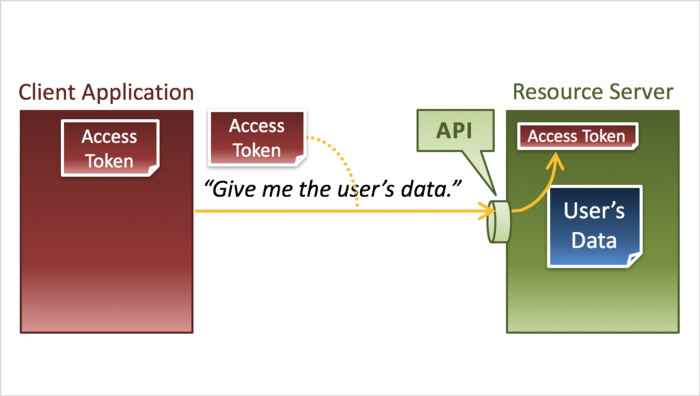 Client Application
Resource Server
Access
Token
Access
Token
API
Access Token
“Give me the user’s data.”
User’s
Data